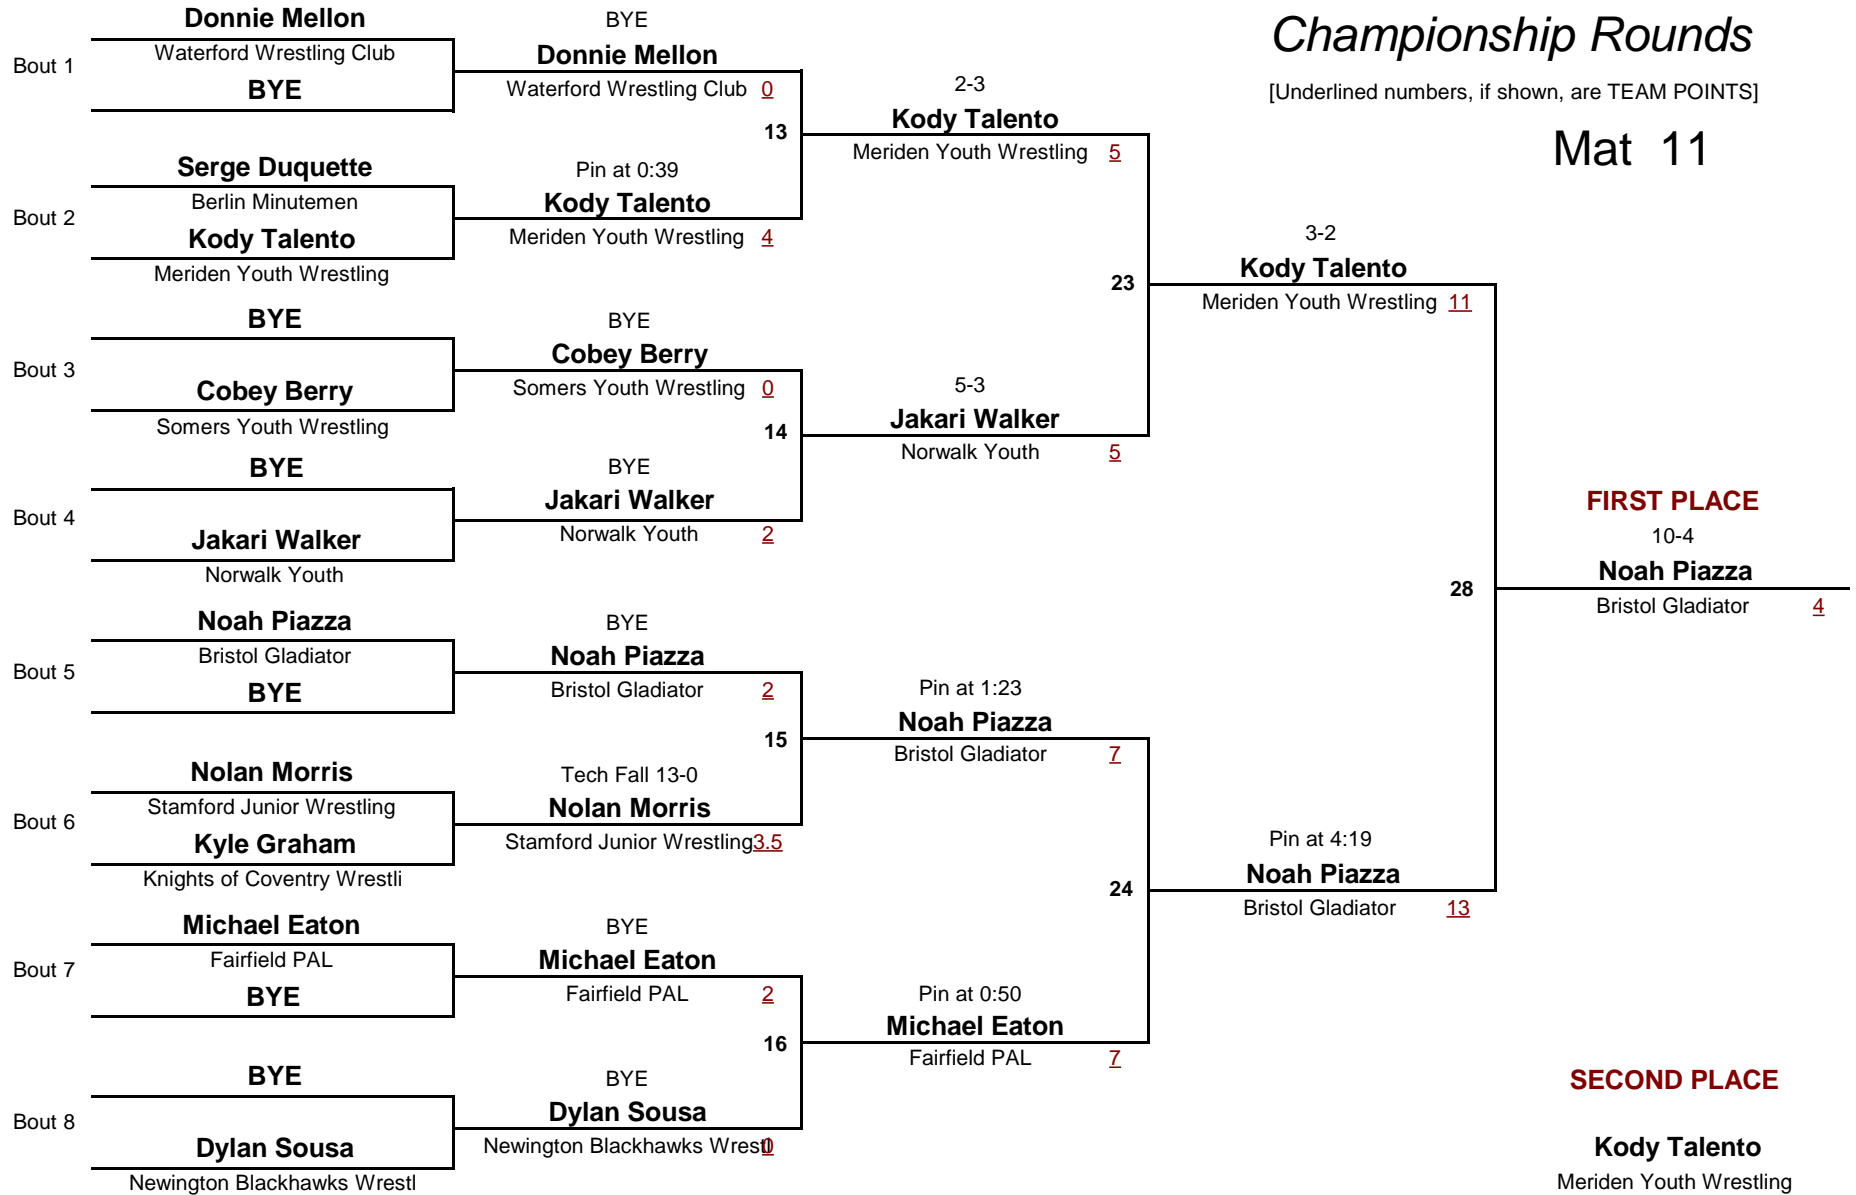 Championship Rounds
[Underlined numbers, if shown, are TEAM POINTS]
Mat 11
Donnie Mellon
Bout 1
Waterford Wrestling Club
BYE
Serge Duquette
Bout 2
Berlin Minutemen
Kody Talento
Meriden Youth Wrestling
BYE
Bout 3
Cobey Berry
Somers Youth Wrestling
BYE
Bout 4
Jakari Walker
Norwalk Youth
Noah Piazza
Bout 5
Bristol Gladiator
BYE
Nolan Morris
Bout 6
Stamford Junior Wrestling
Kyle Graham
Knights of Coventry Wrestli
Michael Eaton
Bout 7
Fairfield PAL
BYE
BYE
Bout 8
Dylan Sousa
Newington Blackhawks Wrestl
BYE
Donnie Mellon
Waterford Wrestling Club 0
13
Pin at 0:39
Kody Talento
Meriden Youth Wrestling 4
BYE
Cobey Berry
Somers Youth Wrestling 0
14
BYE
Jakari Walker
Norwalk Youth 2
BYE
Noah Piazza
Bristol Gladiator 2
15
Tech Fall 13-0
Nolan Morris
Stamford Junior Wrestling 3.5
BYE
Michael Eaton
Fairfield PAL 2
16
BYE
Dylan Sousa
Newington Blackhawks Wrestl 0
2-3
Kody Talento
Meriden Youth Wrestling 5
23
5-3
Jakari Walker
Norwalk Youth 5
Pin at 1:23
Noah Piazza
Bristol Gladiator 7
24
Pin at 0:50
Michael Eaton
Fairfield PAL 7
3-2
Kody Talento
Meriden Youth Wrestling 11
28
Pin at 4:19
Noah Piazza
Bristol Gladiator 13
FIRST PLACE
10-4
Noah Piazza
Bristol Gladiator 4
SECOND PLACE
Kody Talento
Meriden Youth Wrestling